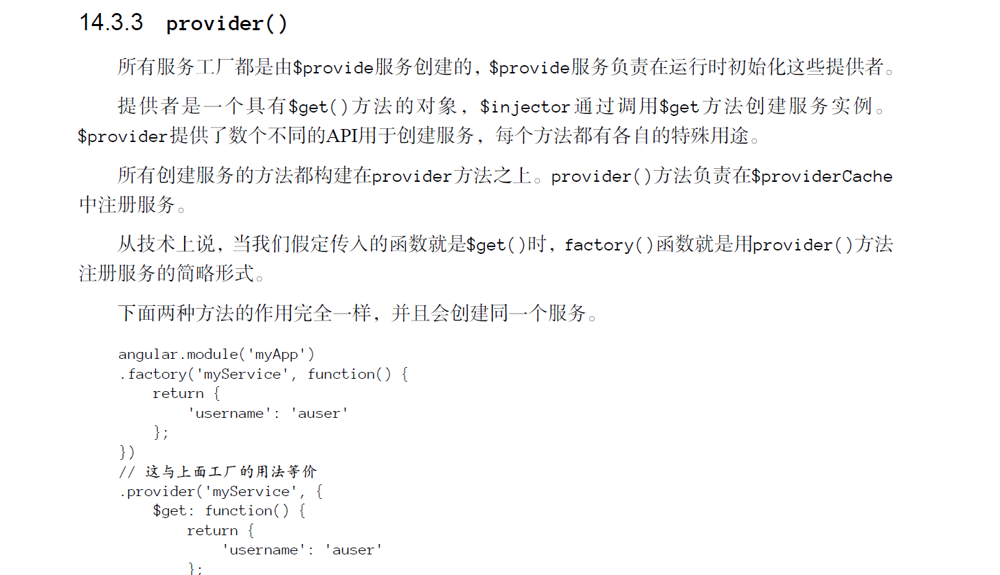 14.3.3 provider()
所有服务工厂都是由$provide服务创建的，$provide服务负责在运行时初始化这些提供者。
提供者是一个具有$get()方法的对象，$injector通过调用$get方法创建服务实例。
$provider提供了数个不同的API用于创建服务，每个方法都有各自的特殊用途。
所有创建服务的方法都构建在provider方法之上。provider()方法负责在$providerCache
中注册服务。
从技术上说，当我们假定传入的函数就是$get()时，factory()函数就是用provider()方法
注册服务的简略形式。
下面两种方法的作用完全一样，并且会创建同一个服务。
angular.module('myApp')
.factory('myService', function() {
    return {
        'username': 'auser'
    };
})
// 这与上面工厂的用法等价
.provider('myService', {
    $get: function() {
        return {
            'username': 'auser'
        };